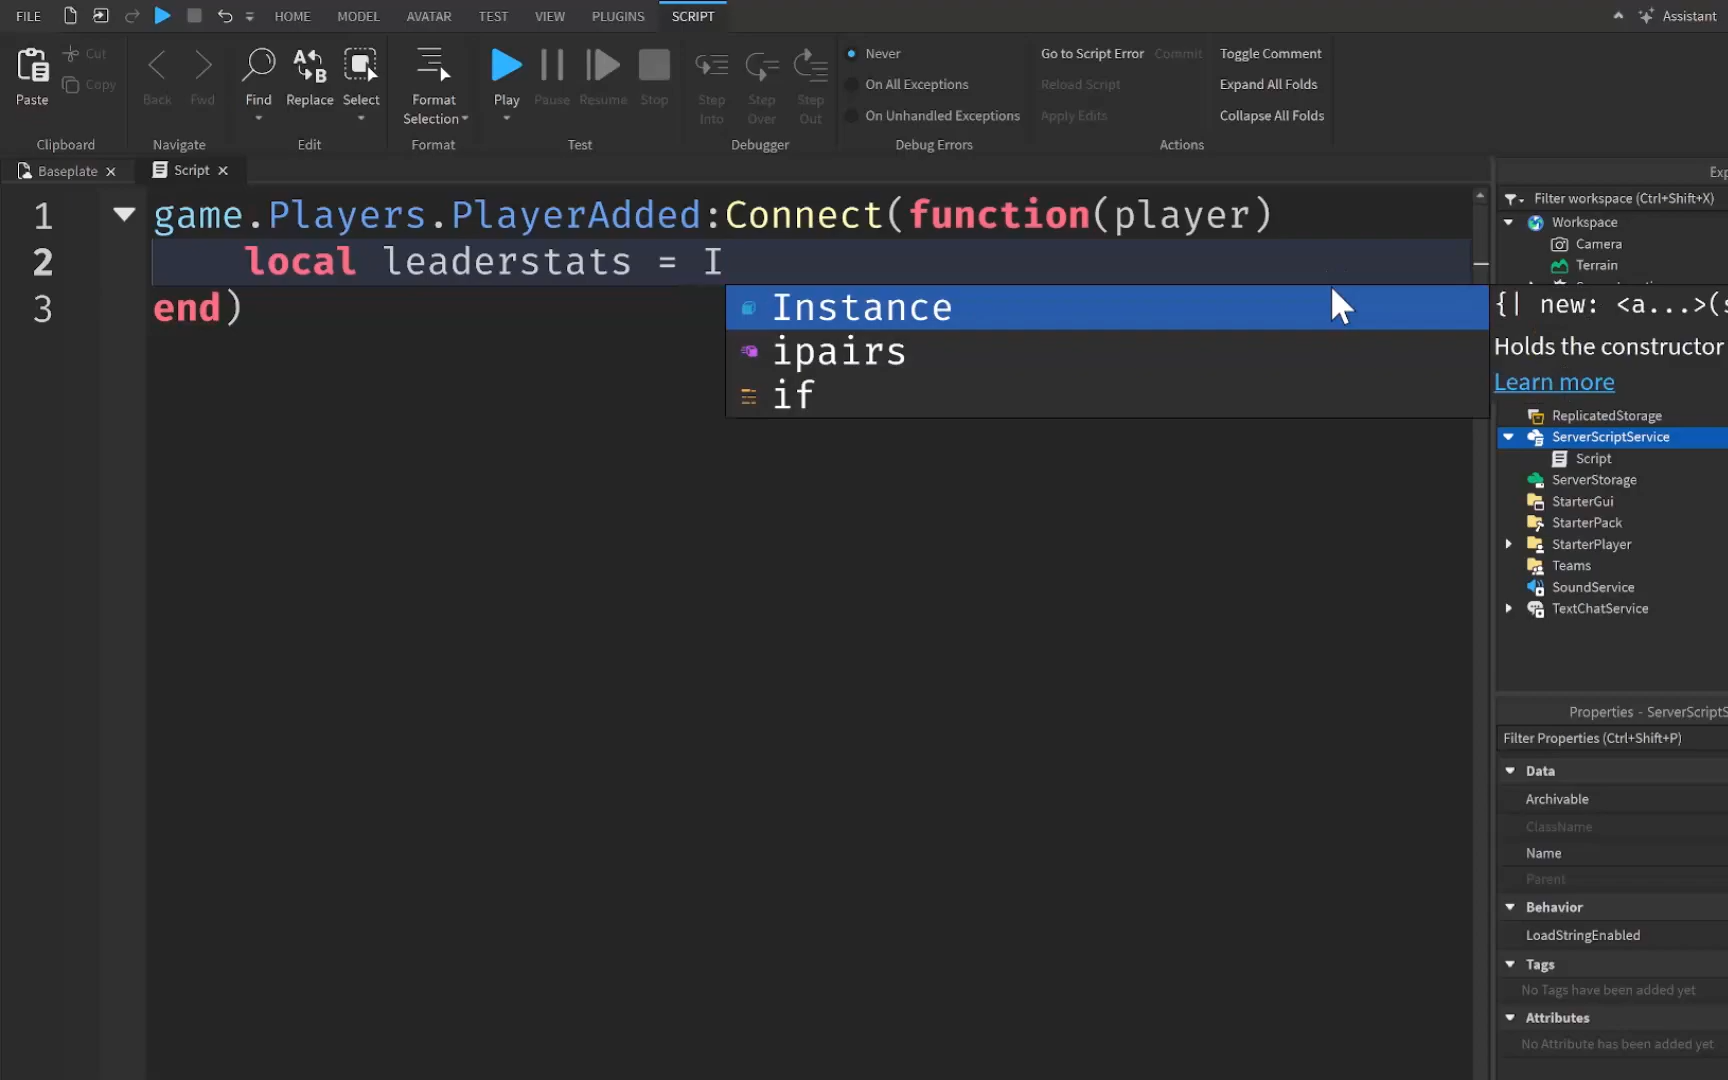 FILE
HOME
MODEL
AVATAR
TEST
VIEW
PLUGINS
SCRIPT
Assistant
Paste
Cut
Copy
Clipboard
Back
Fwd
Navigate
Find
Replace
Select
Edit
Format
Selection
Format
Play
Pause
Resume
Stop
Test
Step
Into
Step
Over
Step
Out
Debugger
Never
On All Exceptions
On Unhandled Exceptions
Debug Errors
Go to Script Error
Commit
Reload Script
Apply Edits
Toggle Comment
Expand All Folds
Collapse All Folds
Actions
Baseplate
Script
1 game.Players.PlayerAdded:Connect(function(player)
2 local leaderstats = I
3 end)
Instance
ipairs
if
{| new: <a...>(s
Holds the constructor
Learn more
Exp
Filter workspace (Ctrl+Shift+X)
Workspace
Camera
Terrain
ReplicatedStorage
ServerScriptService
Script
ServerStorage
StarterGui
StarterPack
StarterPlayer
Teams
SoundService
TextChatService
Properties - ServerScriptS
Filter Properties (Ctrl+Shift+P)
Data
Archivable
ClassName
Name
Parent
Behavior
LoadStringEnabled
Tags
No Tags have been added yet
Attributes
No Attribute has been added yet